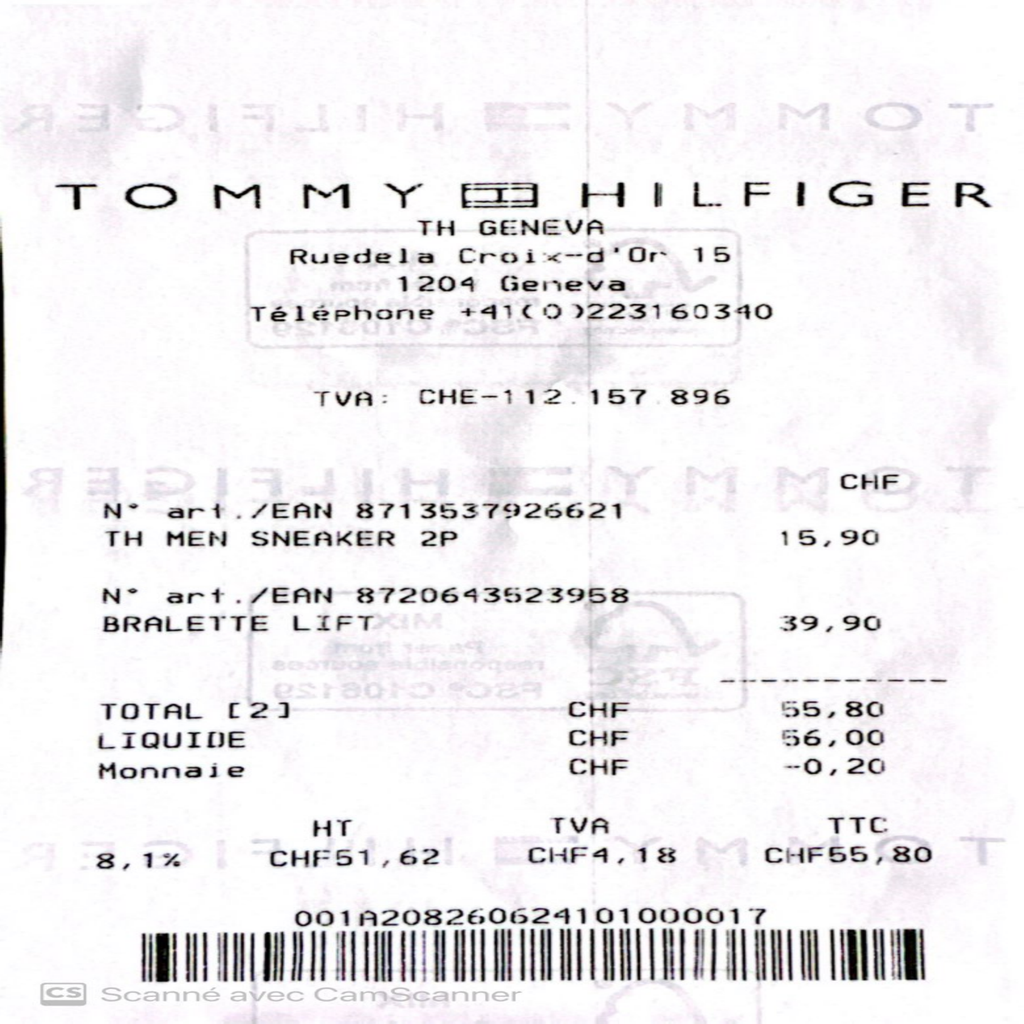 TOMMY HILFIGER
TH GENEVA
Ruedela Croix-d'Or 15
1204 Geneva
Téléphone +41(0)223160340
TVA: CHE-112.157.896
CHF
N° art./EAN 8713537926621
TH MEN SNEAKER 2P 15,90
N° art./EAN 8720643523958
BRALETTE LIFT 39,90
------------
TOTAL [2] CHF 55,80
LIQUIDE CHF 56,00
Monnaie CHF -0,20
HT TVA TTC
8,1% CHF51,62 CHF4,18 CHF55,80
001A208260624101000017
CS Scanné avec CamScanner